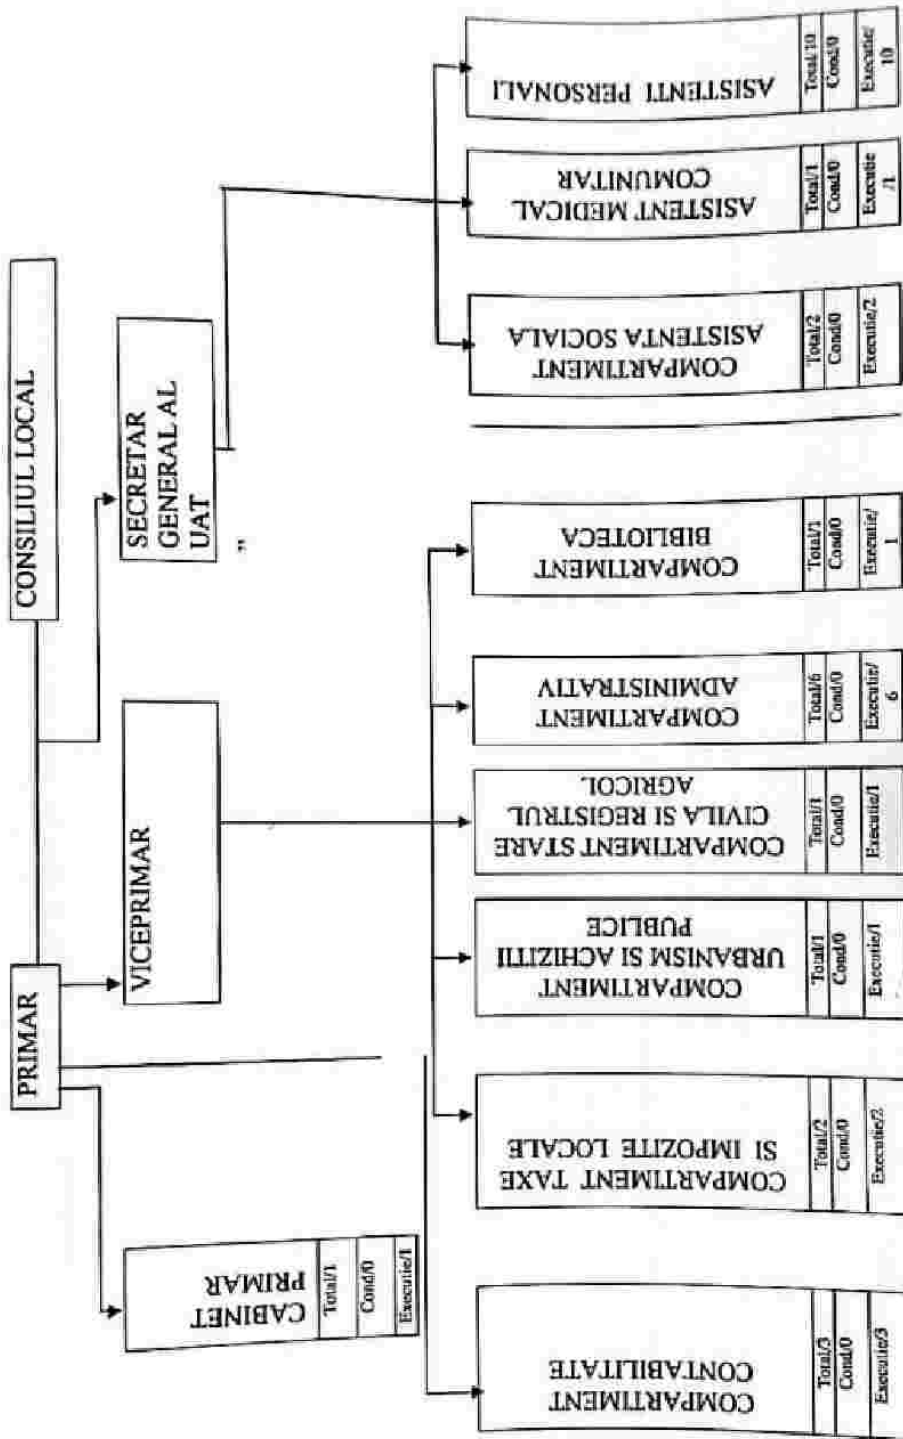 CONSILIUL LOCAL
PRIMAR
VICEPRIMAR
SECRETAR
GENERAL AL
UAT
”
CABINET
PRIMAR
Total/1
Cond/0
Executie/1
COMPARTIMENT
CONTABILITATE
Total/3
Cond/0
Executie/3
COMPARTIMENT TAXE
SI IMPOZITE LOCALE
Total/2
Cond/0
Executie/2
COMPARTIMENT
URBANISM SI ACHIZITII
PUBLICE
Total/1
Cond/0
Executie/1
COMPARTIMENT STARE
CIVILA SI REGISTRUL
AGRICOL
Total/1
Cond/0
Executie/1
COMPARTIMENT
ADMINISTRATIV
Total/6
Cond/0
Executie/
6
COMPARTIMENT
BIBLIOTECA
Total/1
Cond/0
Executie/
1
COMPARTIMENT
ASISTENTA SOCIALA
Total/2
Cond/0
Executie/2
ASISTENT MEDICAL
COMUNITAR
Total/1
Cond/0
Executie
/1
ASISTENTI PERSONALI
Total/10
Cond/0
Executie/
10